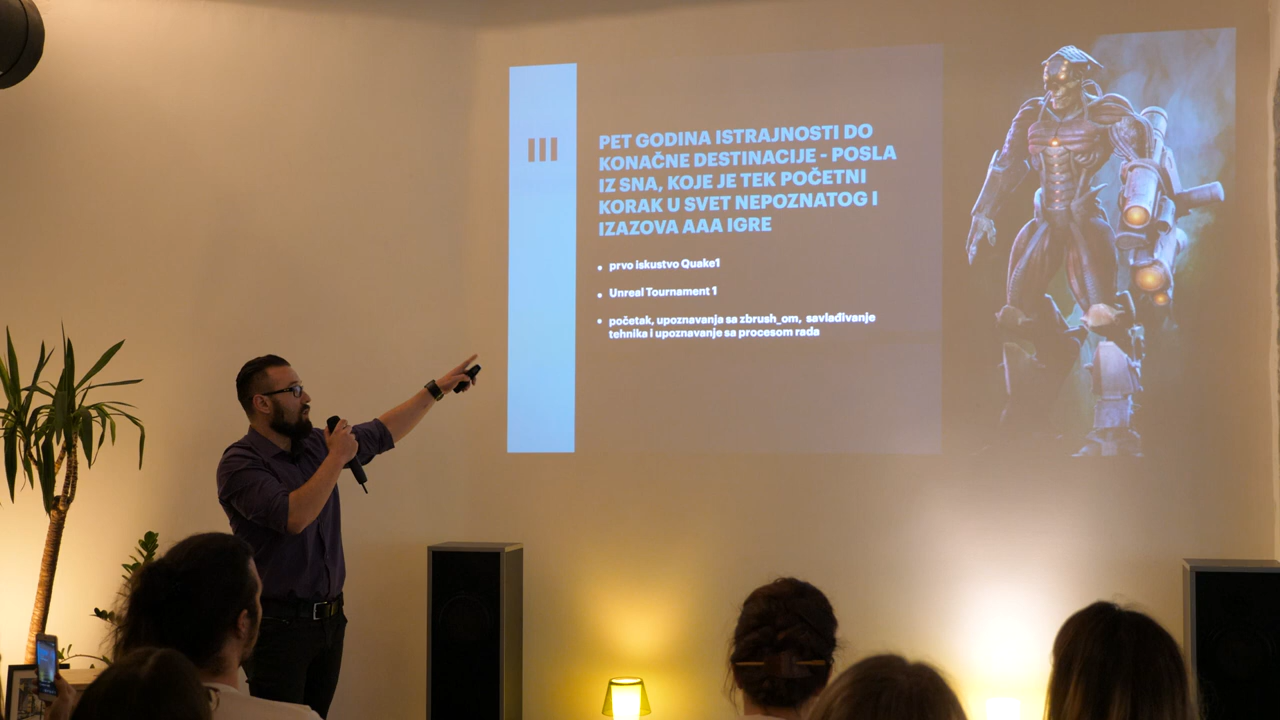 III
PET GODINA ISTRAJNOSTI DO
KONAČNE DESTINACIJE - POSLA
IZ SNA, KOJE JE TEK POČETNI
KORAK U SVET NEPOZNATOG I
IZAZOVA AAA IGRE
• prvo iskustvo Quake1
• Unreal Tournament 1
• početak, upoznavanja sa zbrush_om, savlađivanje
tehnika i upoznavanje sa procesom rada